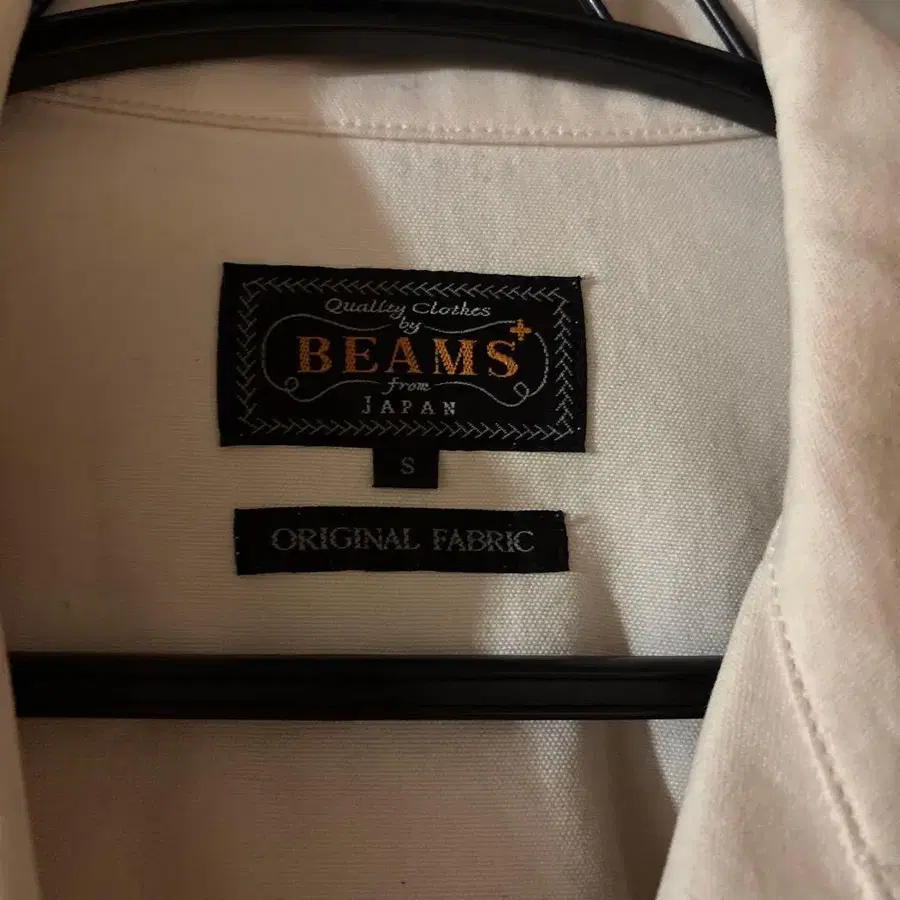 Quality Clothes
by
BEAMS+
from
JAPAN
S
ORIGINAL FABRIC